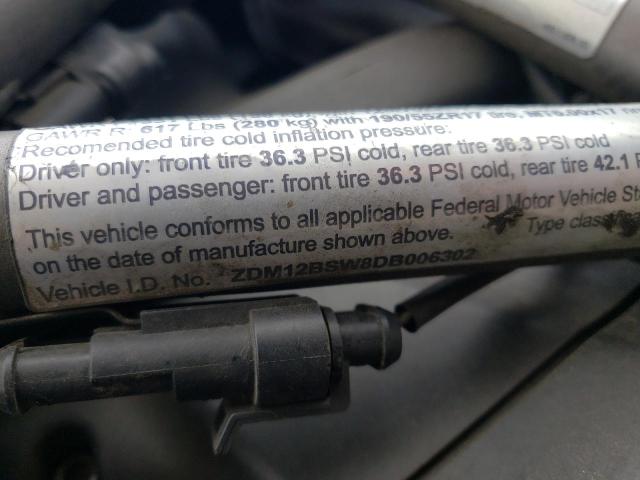 GAWR R: 617 Lbs (280 kg) with 190/55ZR17 tire,
Recomended tire cold inflation pressure:
Driver only: front tire 36.3 PSI cold, rear tire 36.3 PSI cold
Driver and passenger: front tire 36.3 PSI cold, rear tire 42.1
This vehicle conforms to all applicable Federal Motor Vehicle
on the date of manufacture shown above. Type
Vehicle I.D. No. ZDM12BSW8DB006302